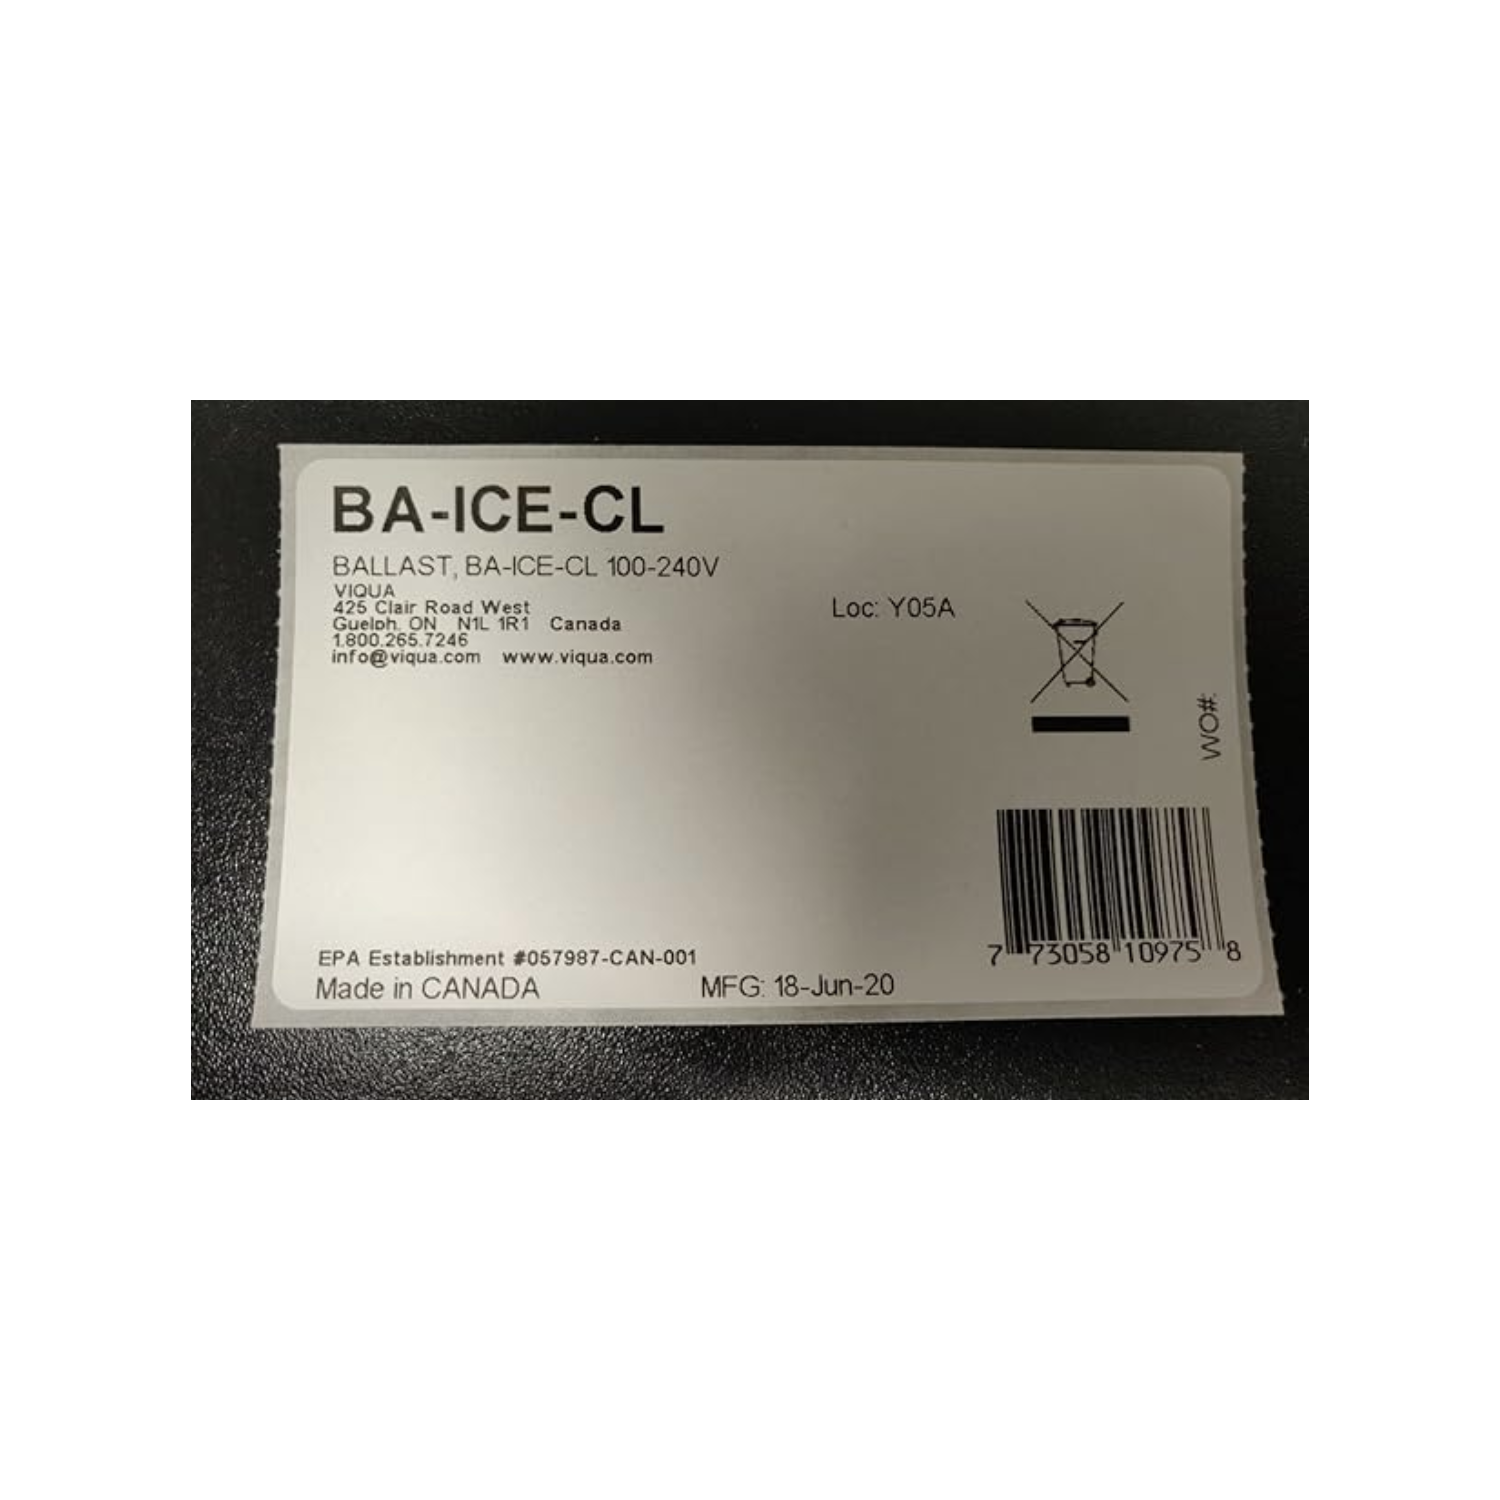 BA-ICE-CL
BALLAST, BA-ICE-CL 100-240V
VIQUA
425 Clair Road West
Guelph, ON N1L 1R1 Canada
1.800.265.7246
info@viqua.com www.viqua.com
Loc: Y05A
WO#:
7 73058 10975 8
EPA Establishment #057987-CAN-001
Made in CANADA MFG: 18-Jun-20